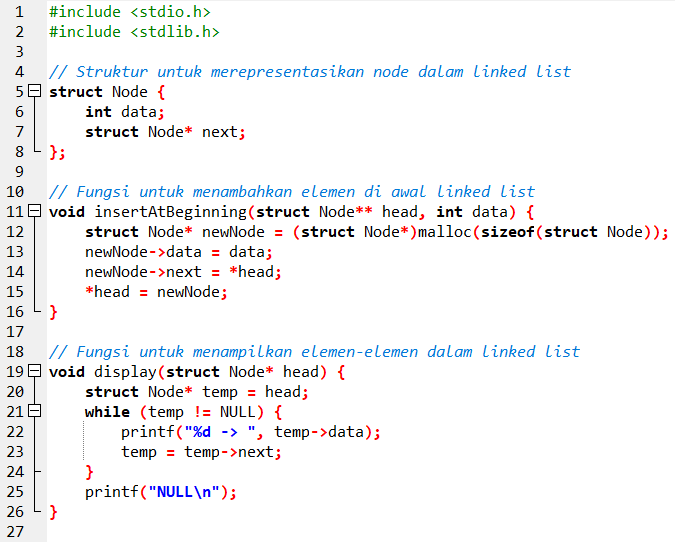 1 #include <stdio.h>
2 #include <stdlib.h>
3
4 // Struktur untuk merepresentasikan node dalam linked list
5 struct Node {
6     int data;
7     struct Node* next;
8 };
9
10 // Fungsi untuk menambahkan elemen di awal linked list
11 void insertAtBeginning(struct Node** head, int data) {
12     struct Node* newNode = (struct Node*)malloc(sizeof(struct Node));
13     newNode->data = data;
14     newNode->next = *head;
15     *head = newNode;
16 }
17
18 // Fungsi untuk menampilkan elemen-elemen dalam linked list
19 void display(struct Node* head) {
20     struct Node* temp = head;
21     while (temp != NULL) {
22         printf("%d -> ", temp->data);
23         temp = temp->next;
24     }
25     printf("NULL\n");
26 }
27